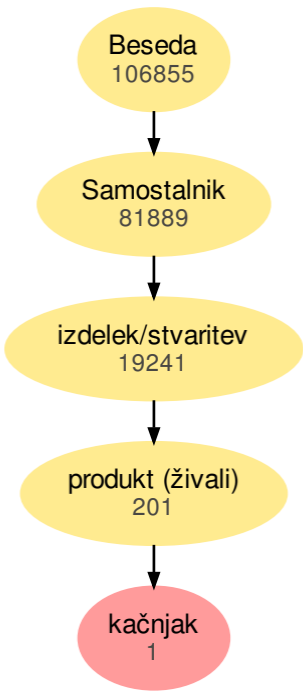 Beseda
106855
Samostalnik
81889
izdelek/stvaritev
19241
produkt (živali)
201
kačnjak
1